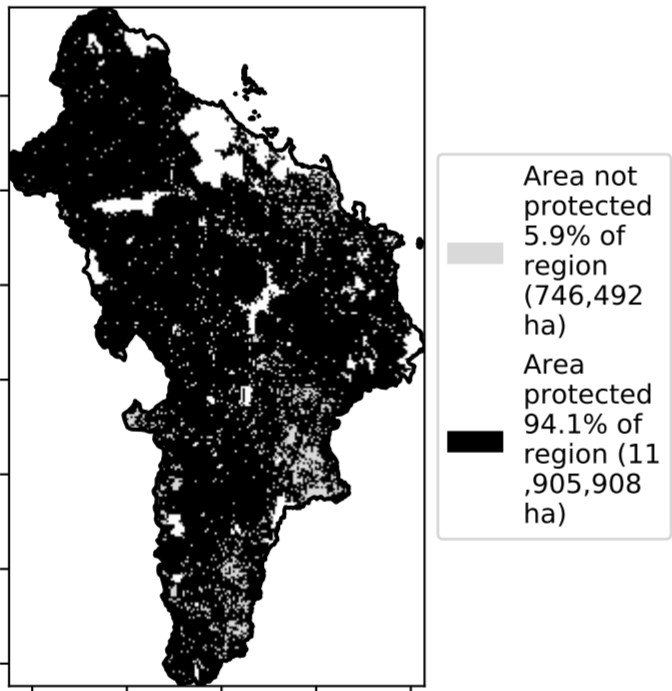 Area not
protected
5.9% of
region
(746,492
ha)
Area
protected
94.1% of
region (11
,905,908
ha)